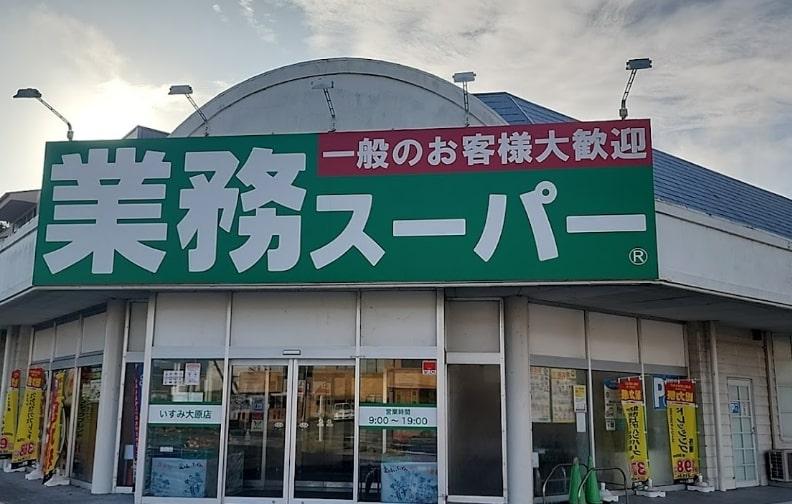 一般のお客様大歓迎
業務スーパー®
いすみ大原店
営業時間
9:00～19:00